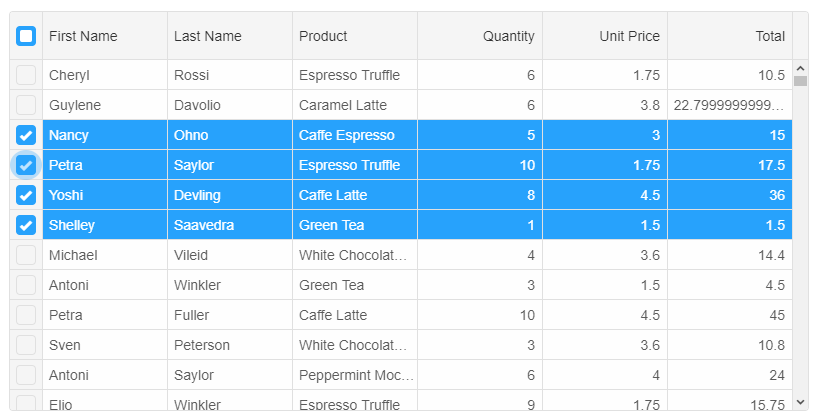 First Name Last Name Product Quantity Unit Price Total
Cheryl Rossi Espresso Truffle 6 1.75 10.5
Guylene Davolio Caramel Latte 6 3.8 22.7999999999...
Nancy Ohno Caffe Espresso 5 3 15
Petra Saylor Espresso Truffle 10 1.75 17.5
Yoshi Devling Caffe Latte 8 4.5 36
Shelley Saavedra Green Tea 1 1.5 1.5
Michael Vileid White Chocolat... 4 3.6 14.4
Antoni Winkler Green Tea 3 1.5 4.5
Petra Fuller Caffe Latte 10 4.5 45
Sven Peterson White Chocolat... 3 3.6 10.8
Antoni Saylor Peppermint Moc... 6 4 24
Elio Winkler Espresso Truffle 9 1.75 15.75